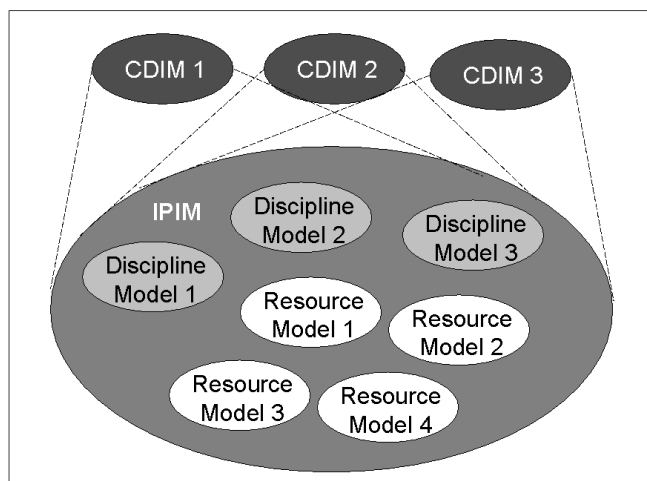 CDIM 1
CDIM 2
CDIM 3
IPIM
Discipline
Model 2
Discipline
Model 3
Discipline
Model 1
Resource
Model 1
Resource
Model 2
Resource
Model 3
Resource
Model 4